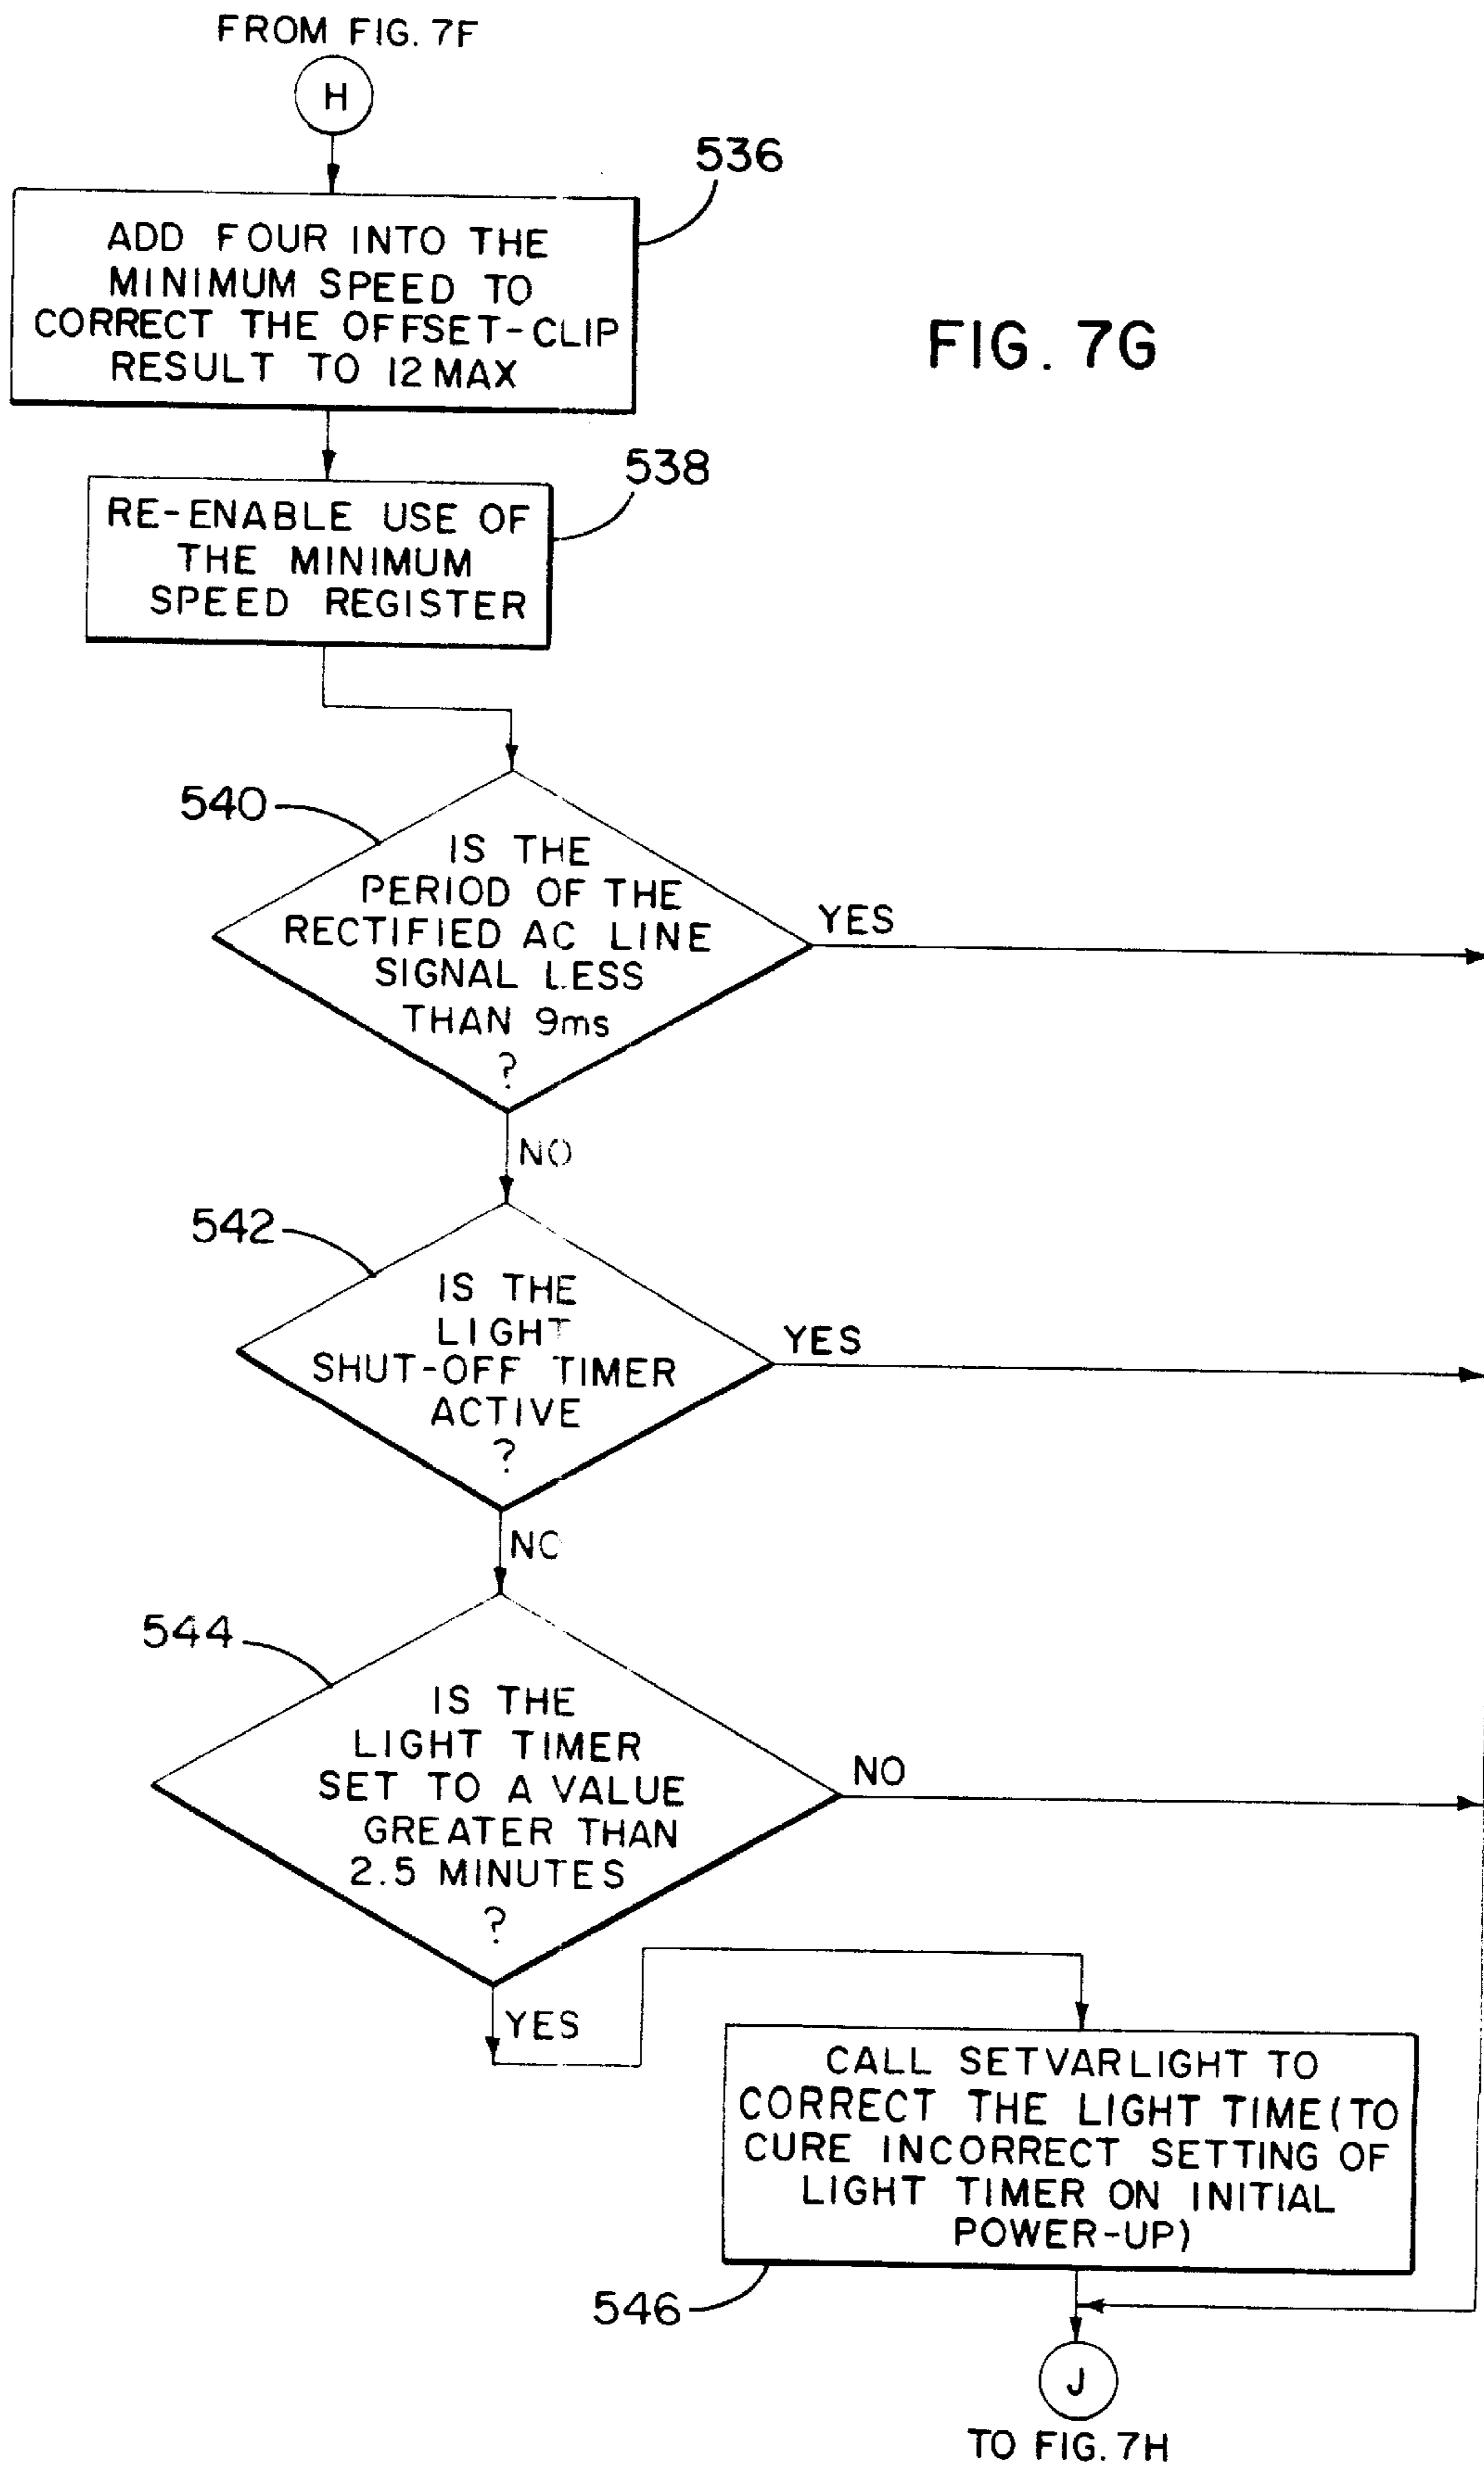 FROM FIG. 7F
H
536
ADD FOUR INTO THE
MINIMUM SPEED TO
CORRECT THE OFFSET-CLIP
RESULT TO 12 MAX
FIG. 7G
538
RE-ENABLE USE OF
THE MINIMUM
SPEED REGISTER
540
IS THE
PERIOD OF THE
RECTIFIED AC LINE
SIGNAL LESS
THAN 9ms
?
YES
NO
542
IS THE
LIGHT
SHUT-OFF TIMER
ACTIVE
?
YES
NO
544
IS THE
LIGHT TIMER
SET TO A VALUE
GREATER THAN
2.5 MINUTES
?
NO
YES
CALL SETVARLIGHT TO
CORRECT THE LIGHT TIME(TO
CURE INCORRECT SETTING OF
LIGHT TIMER ON INITIAL
POWER-UP)
546
J
TO FIG. 7H